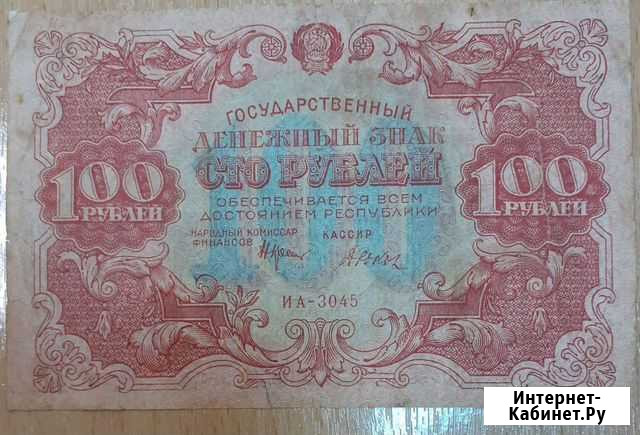 ГОСУДАРСТВЕННЫЙ
ДЕНЕЖНЫЙ ЗНАК
СТО РУБЛЕЙ
100
100
РУБЛЕЙ
100
РУБЛЕЙ
ОБЕСПЕЧИВАЕТСЯ ВСЕМ
ДОСТОЯНИЕМ РЕСПУБЛИКИ
НАРОДНЫЙ КОМИССАР
ФИНАНСОВ
КАССИР
ИА-3045
Интернет-
Кабинет.Ру